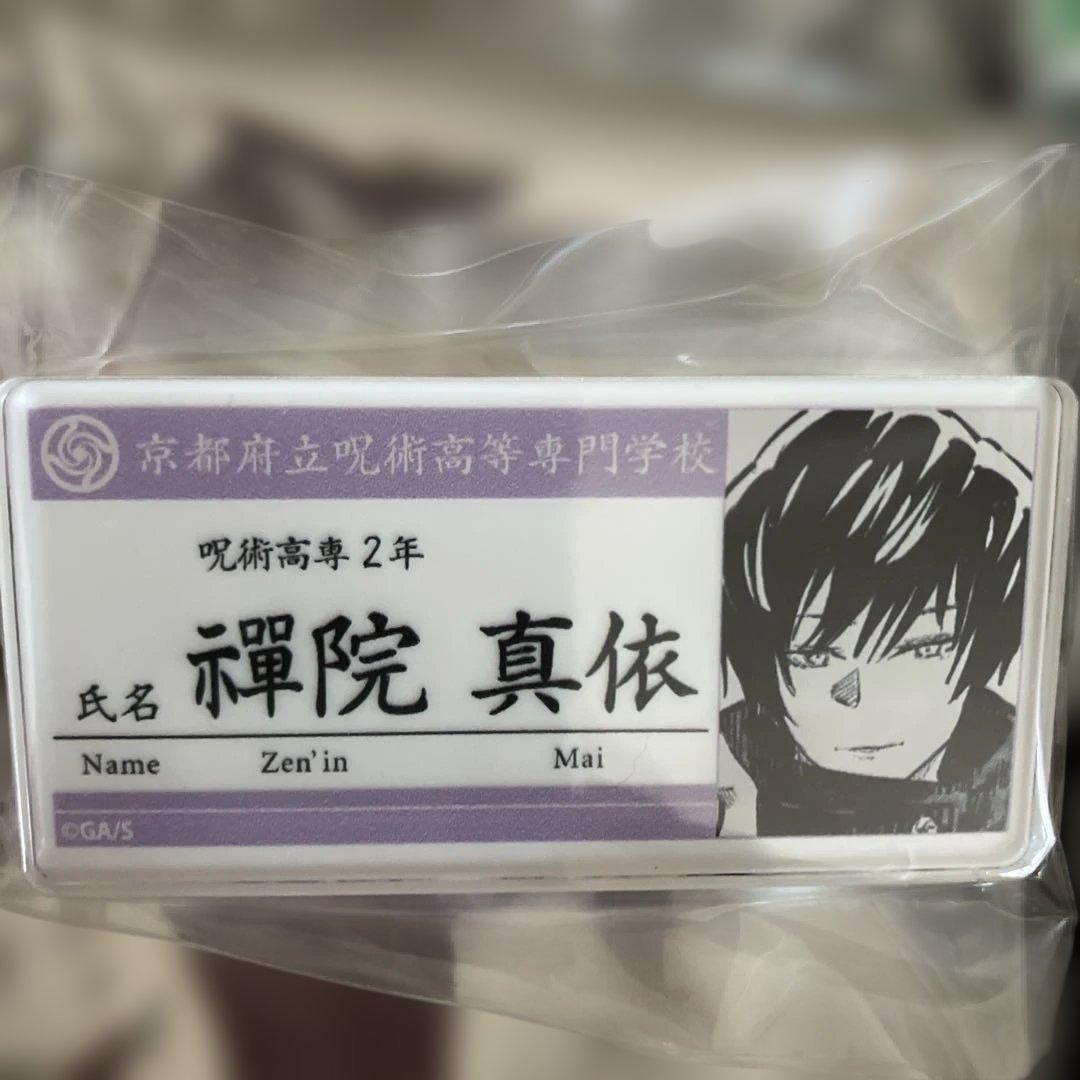 京都府立呪術高等専門学校
呪術高専 2年
氏名 禪院 真依
Name Zen'in Mai
©GA/S